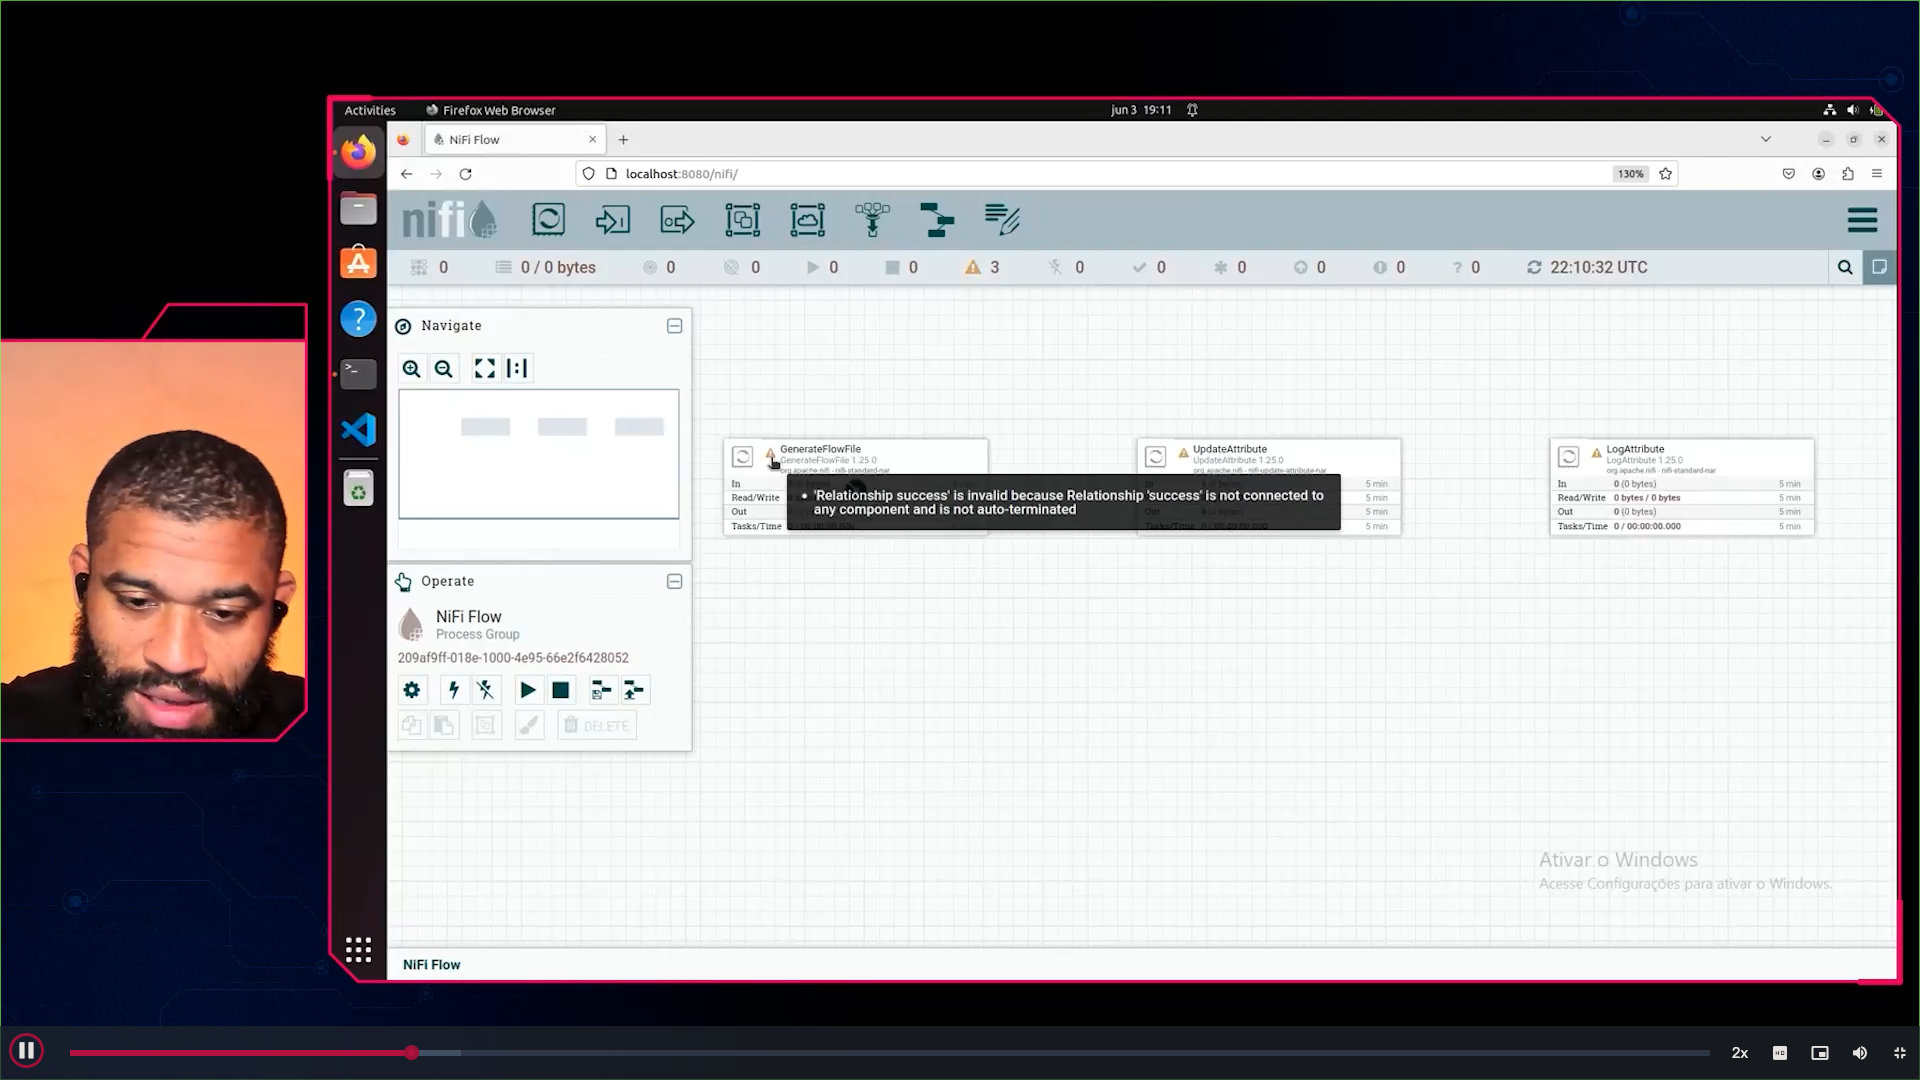 Activities
Firefox Web Browser
jun 3 19:11
NiFi Flow
localhost:8080/nifi/
130%
nifi
0
0 / 0 bytes
0
0
0
0
3
0
0
0
0
0
0
22:10:32 UTC
Navigate
Operate
NiFi Flow
Process Group
209af9ff-018e-1000-4e95-66e2f6428052
DELETE
GenerateFlowFile
GenerateFlowFile 1.25.0
org.apache.nifi - nifi-standard-nar
In
Read/Write
Out
Tasks/Time
'Relationship success' is invalid because Relationship 'success' is not connected to
any component and is not auto-terminated
UpdateAttribute
UpdateAttribute 1.25.0
org.apache.nifi - nifi-update-attribute-nar
5 min
5 min
5 min
5 min
LogAttribute
LogAttribute 1.25.0
org.apache.nifi - nifi-standard-nar
In 0 (0 bytes) 5 min
Read/Write 0 bytes / 0 bytes 5 min
Out 0 (0 bytes) 5 min
Tasks/Time 0 / 00:00:00.000 5 min
Ativar o Windows
Acesse Configurações para ativar o Windows.
NiFi Flow
2x
HD